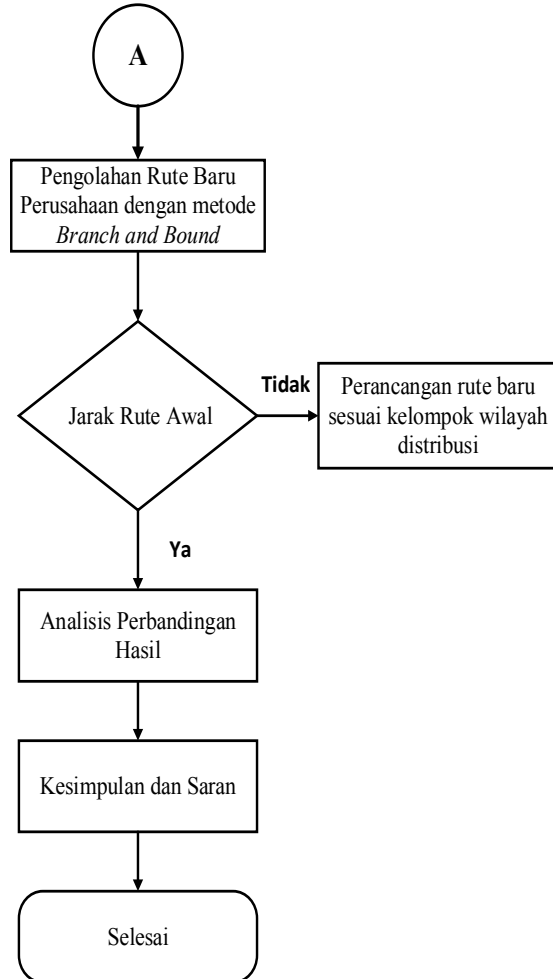 A
Pengolahan Rute Baru
Perusahaan dengan metode
Branch and Bound
Jarak Rute Awal
Tidak
Perancangan rute baru
sesuai kelompok wilayah
distribusi
Ya
Analisis Perbandingan
Hasil
Kesimpulan dan Saran
Selesai